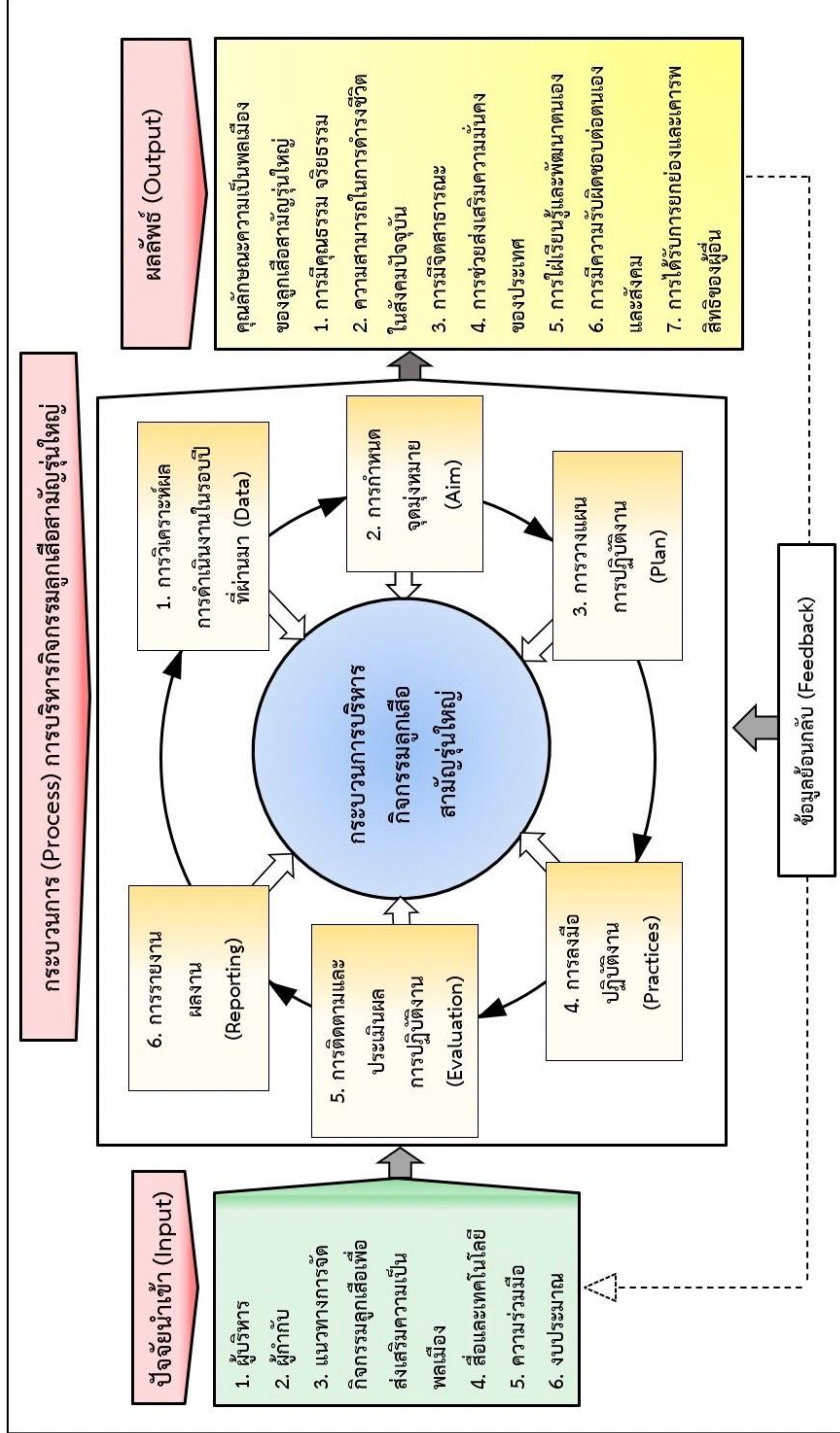 ปัจจัยนำเข้า (Input)
1. ผู้บริหาร
2. ผู้กำกับ
3. แนวทางการจัด
กิจกรรมลูกเสือเพื่อ
ส่งเสริมความเป็น
พลเมือง
4. สื่อและเทคโนโลยี
5. ความร่วมมือ
6. งบประมาณ
กระบวนการ (Process) การบริหารกิจกรรมลูกเสือสามัญรุ่นใหญ่
1. การวิเคราะห์ผล
การดำเนินงานในรอบปี
ที่ผ่านมา (Data)
2. การกำหนด
จุดมุ่งหมาย
(Aim)
3. การวางแผน
การปฏิบัติงาน
(Plan)
4. การลงมือ
ปฏิบัติงาน
(Practices)
5. การติดตามและ
ประเมินผล
การปฏิบัติงาน
(Evaluation)
6. การรายงาน
ผลงาน
(Reporting)
กระบวนการบริหาร
กิจกรรมลูกเสือ
สามัญรุ่นใหญ่
ผลลัพธ์ (Output)
คุณลักษณะความเป็นพลเมือง
ของลูกเสือสามัญรุ่นใหญ่
1. การมีคุณธรรม จริยธรรม
2. ความสามารถในการดำรงชีวิต
ในสังคมปัจจุบัน
3. การมีจิตสาธารณะ
4. การช่วยส่งเสริมความมั่นคง
ของประเทศ
5. การใฝ่เรียนรู้และพัฒนาตนเอง
6. การมีความรับผิดชอบต่อตนเอง
และสังคม
7. การได้รับการยกย่องและเคารพ
สิทธิของผู้อื่น
ข้อมูลย้อนกลับ (Feedback)